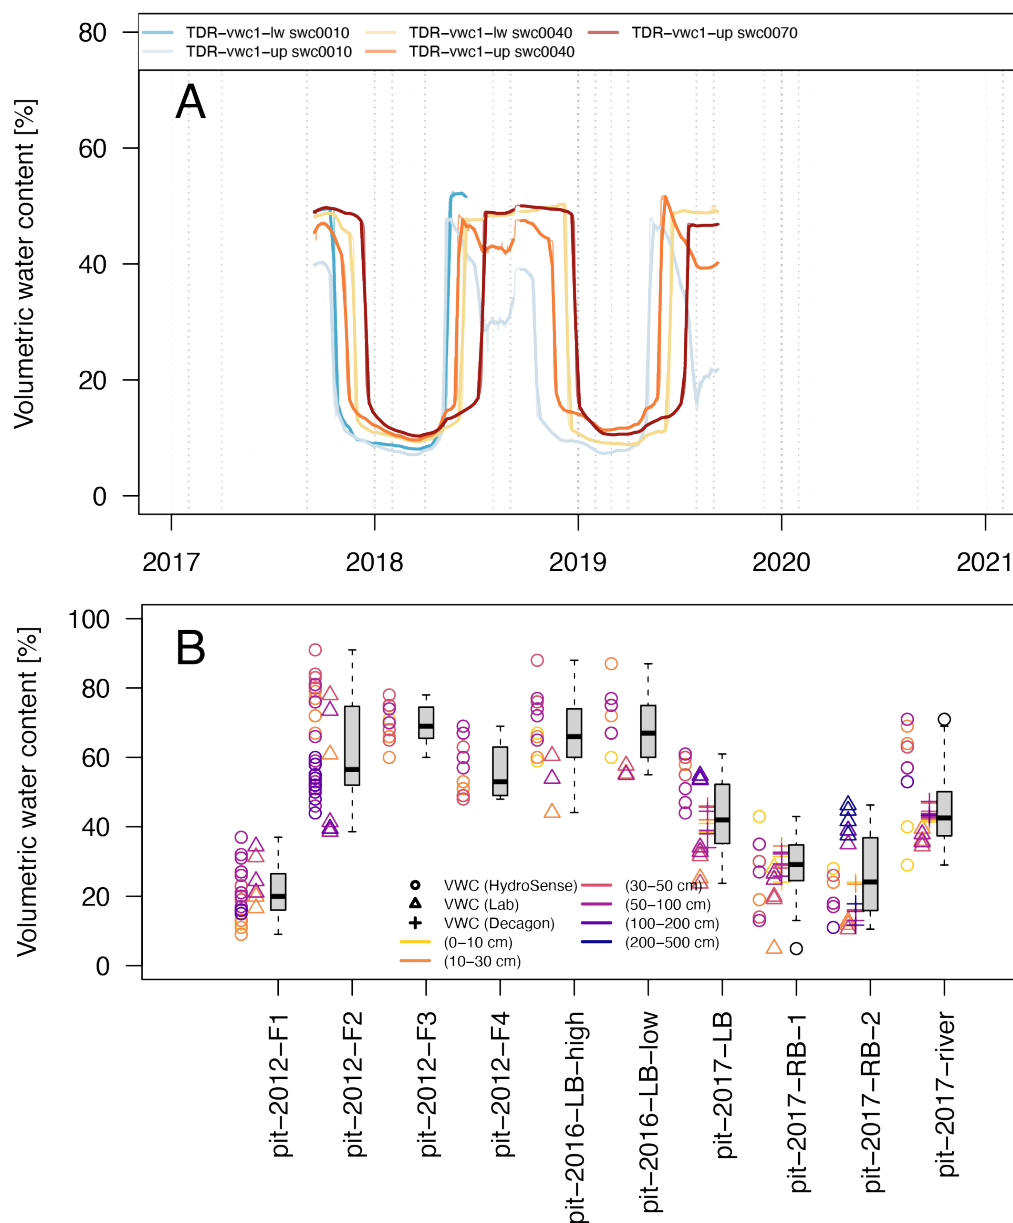 TDR−vwc1−lw swc0010 TDR−vwc1−lw swc0040 TDR−vwc1−up swc0070
TDR−vwc1−up swc0010 TDR−vwc1−up swc0040
A
Volumetric water content [%]
80
60
40
20
0
2017 2018 2019 2020 2021
B
Volumetric water content [%]
100
80
60
40
20
0
VWC (HydroSense) (30−50 cm)
VWC (Lab) (50−100 cm)
VWC (Decagon) (100−200 cm)
(0−10 cm) (200−500 cm)
(10−30 cm)
pit−2012−F1
pit−2012−F2
pit−2012−F3
pit−2012−F4
pit−2016−LB−high
pit−2016−LB−low
pit−2017−LB
pit−2017−RB−1
pit−2017−RB−2
pit−2017−river